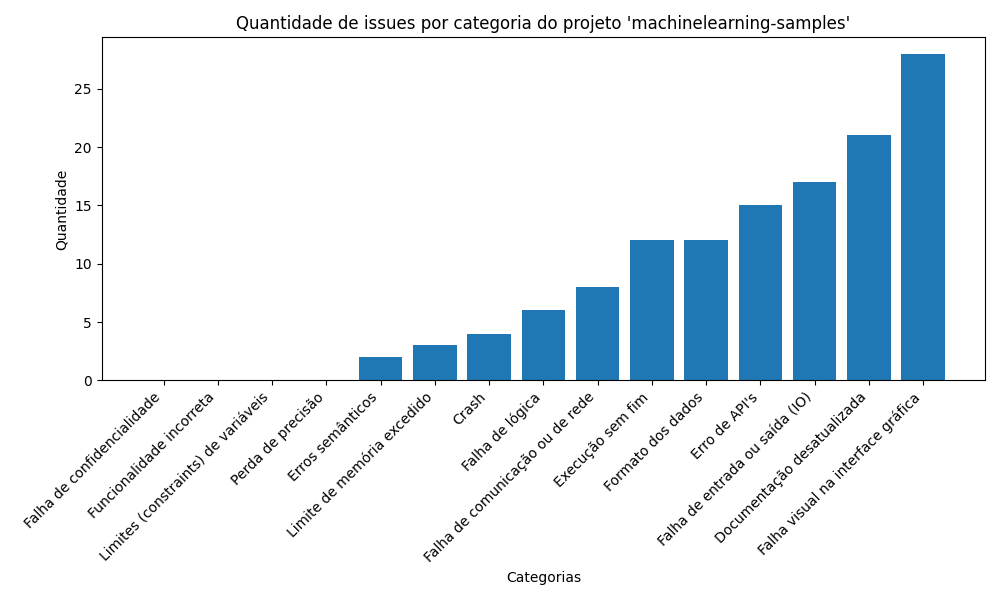 Quantidade de issues por categoria do projeto 'machinelearning-samples'
Quantidade
25
20
15
10
5
0
Falha de confidencialidade
Funcionalidade incorreta
Limites (constraints) de variáveis
Perda de precisão
Erros semânticos
Limite de memória excedido
Crash
Falha de lógica
Falha de comunicação ou de rede
Execução sem fim
Formato dos dados
Erro de API's
Falha de entrada ou saída (IO)
Documentação desatualizada
Falha visual na interface gráfica
Categorias